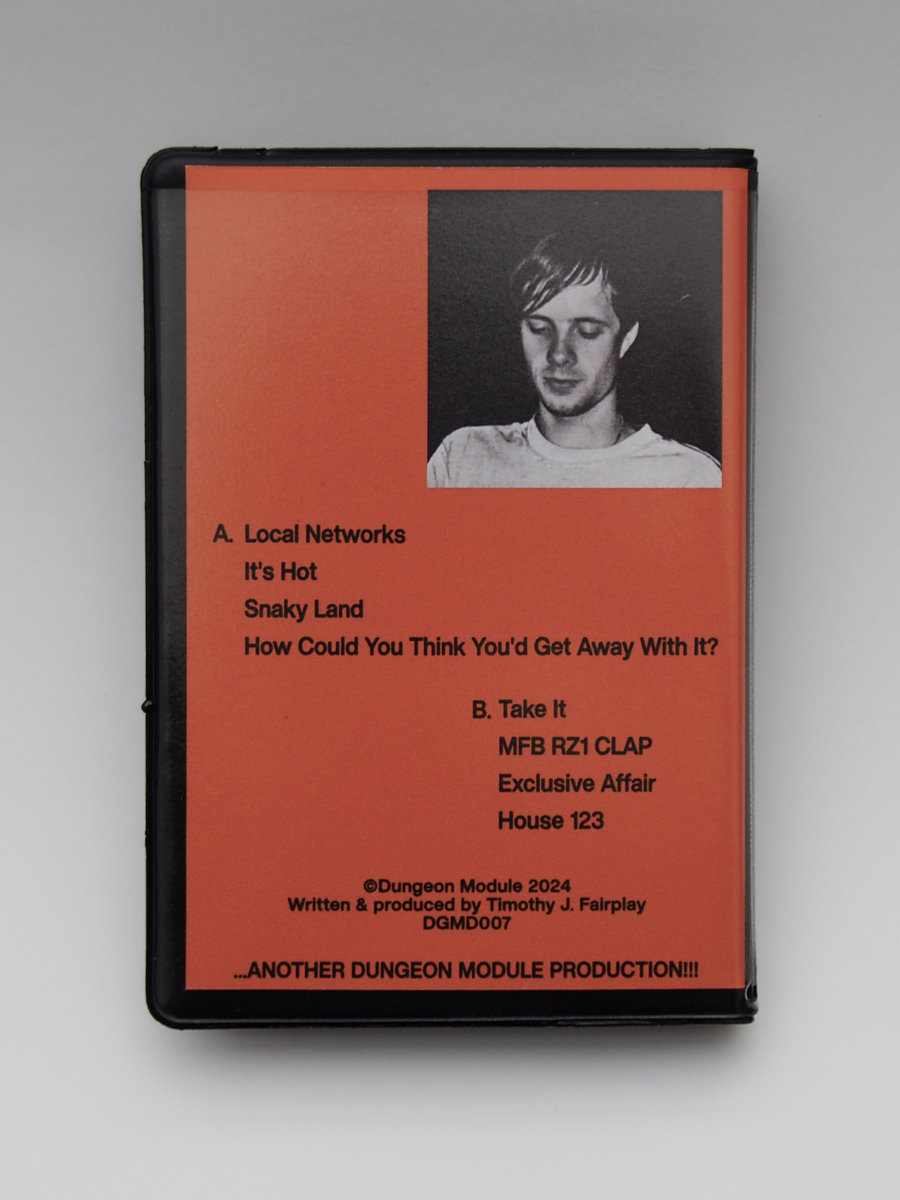 A. Local Networks
It's Hot
Snaky Land
How Could You Think You'd Get Away With It?
B. Take It
MFB RZ1 CLAP
Exclusive Affair
House 123
©Dungeon Module 2024
Written & produced by Timothy J. Fairplay
DGMD007
...ANOTHER DUNGEON MODULE PRODUCTION!!!